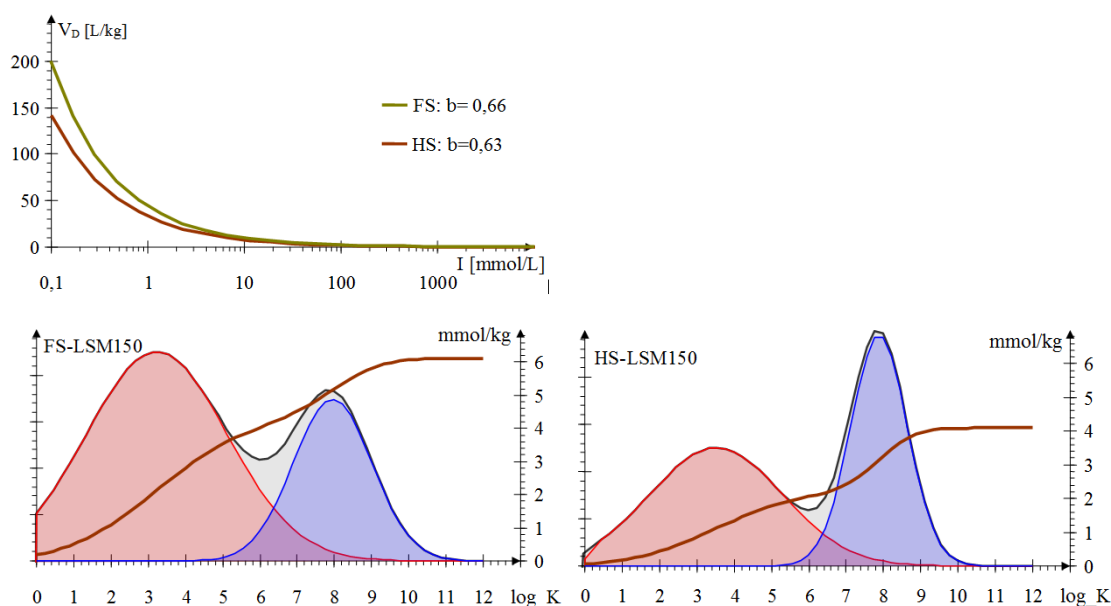 V_D [L/kg]
200
150
100
50
0
FS: b= 0,66
HS: b=0,63
I [mmol/L]
0,1 1 10 100 1000
FS-LSM150
mmol/kg
6
5
4
3
2
1
0
0 1 2 3 4 5 6 7 8 9 10 11 12 log_K
HS-LSM150
mmol/kg
6
5
4
3
2
1
0
0 1 2 3 4 5 6 7 8 9 10 11 12 log_K